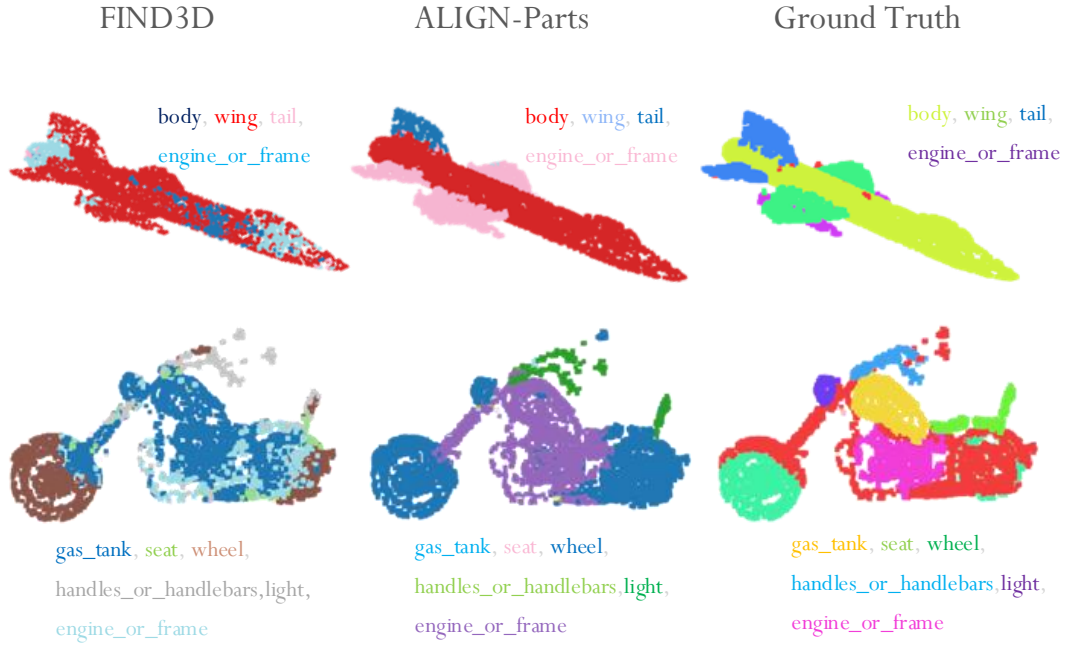 FIND3D
ALIGN-Parts
Ground Truth
body, wing, tail,
engine_or_frame
body, wing, tail,
engine_or_frame
body, wing, tail,
engine_or_frame
gas_tank, seat, wheel,
handles_or_handlebars,light,
engine_or_frame
gas_tank, seat, wheel,
handles_or_handlebars,light,
engine_or_frame
gas_tank, seat, wheel,
handles_or_handlebars,light,
engine_or_frame